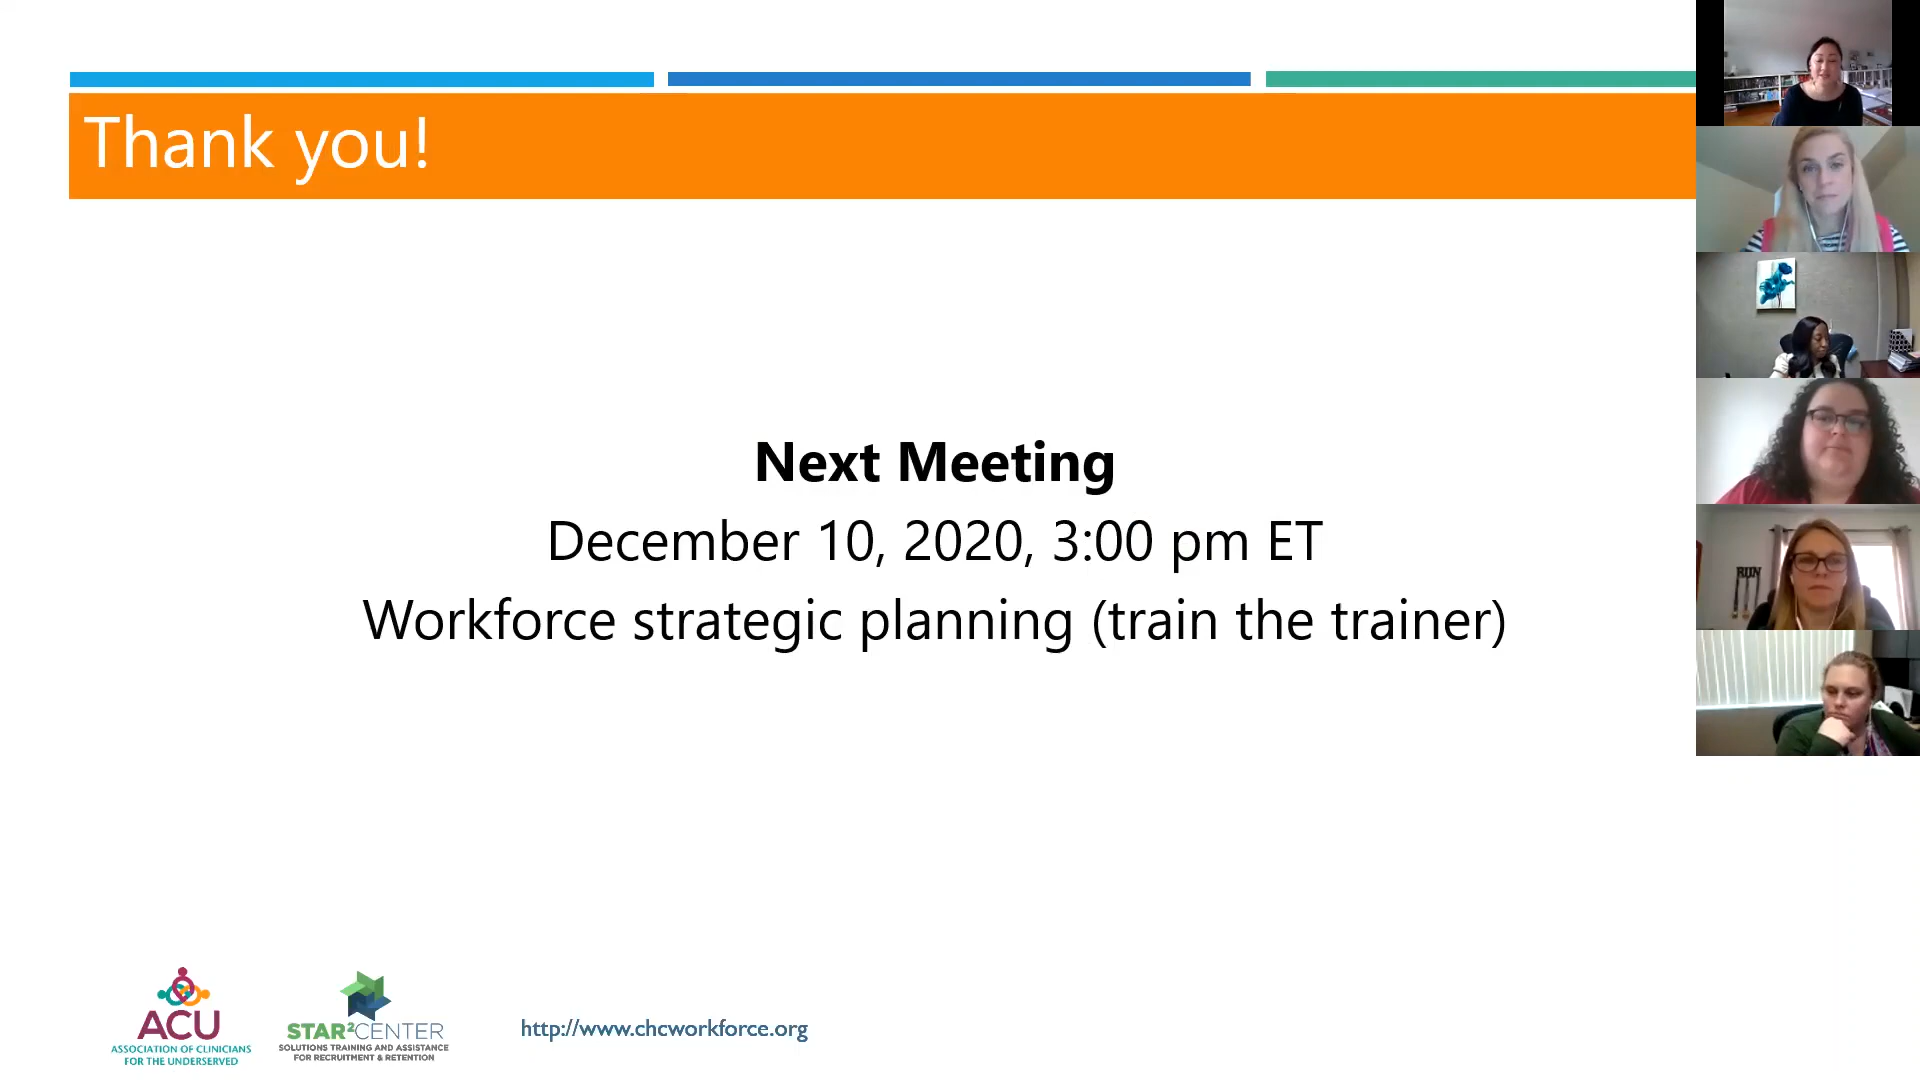 Thank you!
Next Meeting
December 10, 2020, 3:00 pm ET
Workforce strategic planning (train the trainer)
RUN
ACU
ASSOCIATION OF CLINICIANS
FOR THE UNDERSERVED
STAR²CENTER
SOLUTIONS TRAINING AND ASSISTANCE
FOR RECRUITMENT & RETENTION
http://www.chcworkforce.org